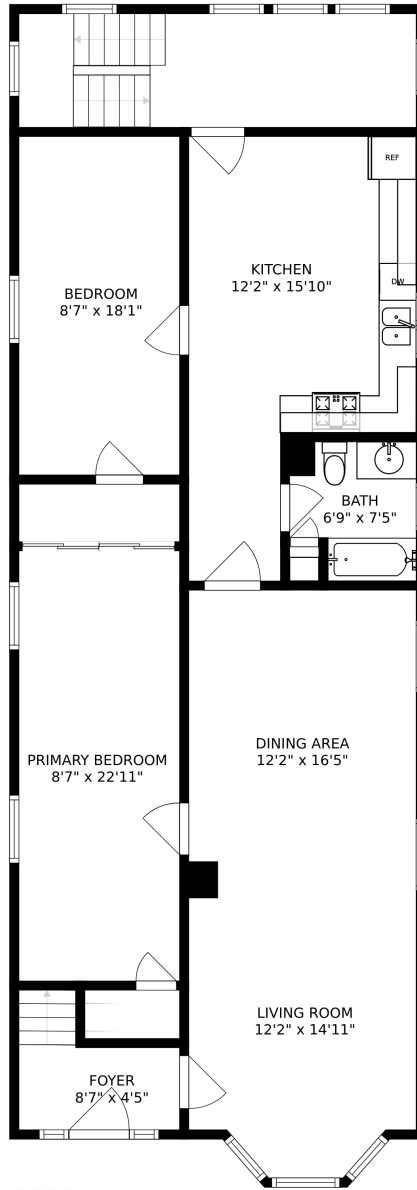 REF
KITCHEN
12'2" x 15'10"
DW
BEDROOM
8'7" x 18'1"
BATH
6'9" x 7'5"
DINING AREA
12'2" x 16'5"
PRIMARY BEDROOM
8'7" x 22'11"
LIVING ROOM
12'2" x 14'11"
FOYER
8'7" x 4'5"